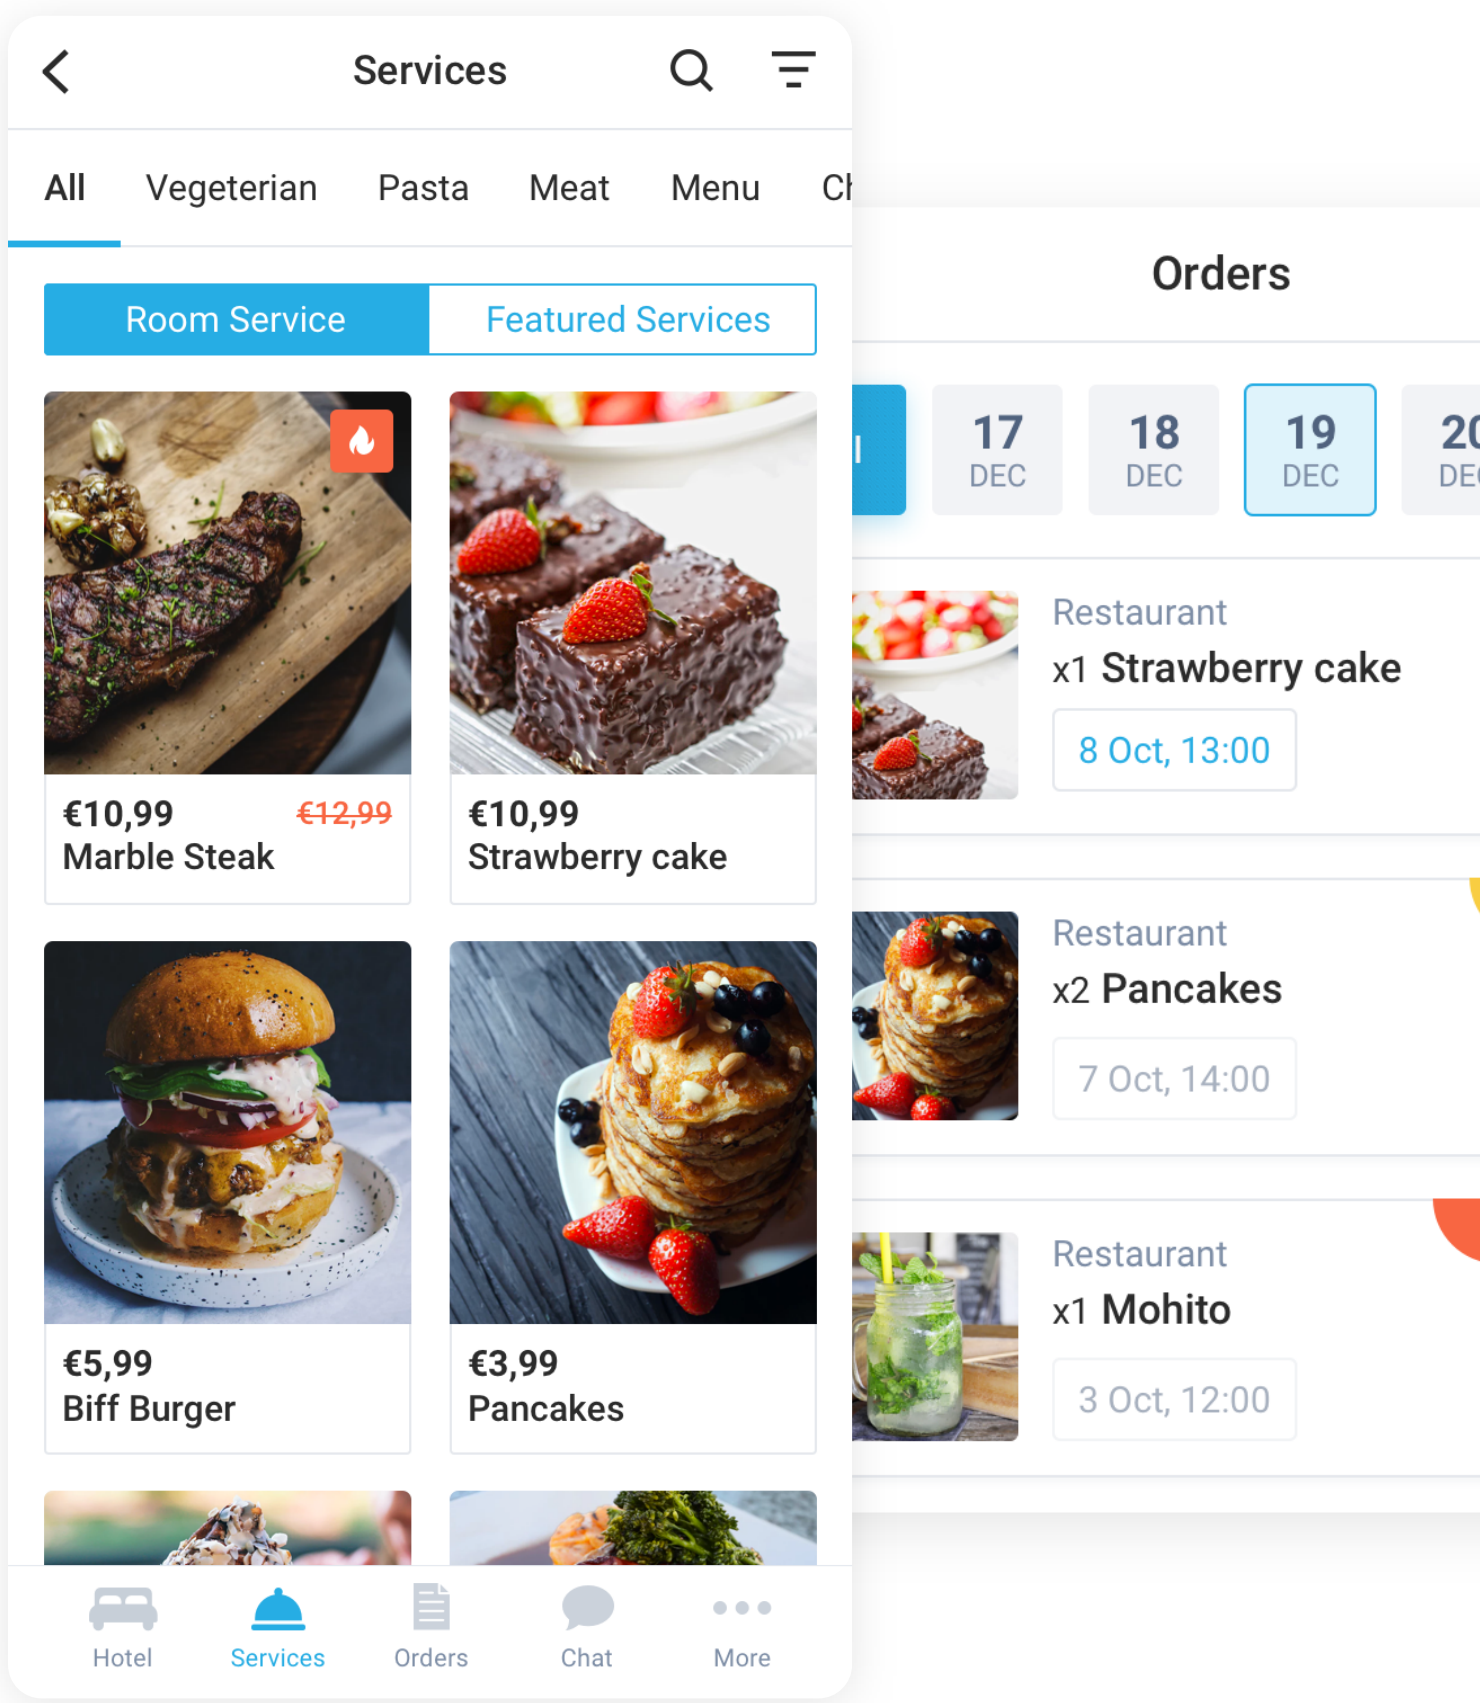 Services
All Vegeterian Pasta Meat Menu
Room Service Featured Services
€10,99 €12,99
Marble Steak
€10,99
Strawberry cake
€5,99
Biff Burger
€3,99
Pancakes
Hotel Services Orders Chat More
Orders
17 DEC
18 DEC
19 DEC
20
Restaurant
x1 Strawberry cake
8 Oct, 13:00
Restaurant
x2 Pancakes
7 Oct, 14:00
Restaurant
x1 Mohito
3 Oct, 12:00